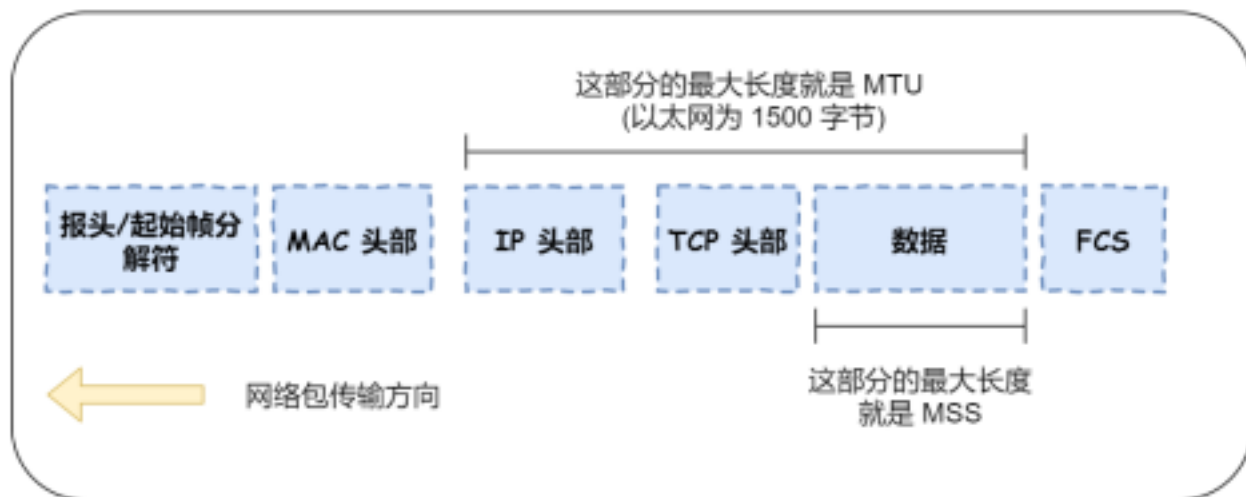 这部分的最大长度就是 MTU
(以太网为 1500 字节)
报头/起始帧分
解符
MAC 头部
IP 头部
TCP 头部
数据
FCS
网络包传输方向
这部分的最大长度
就是 MSS